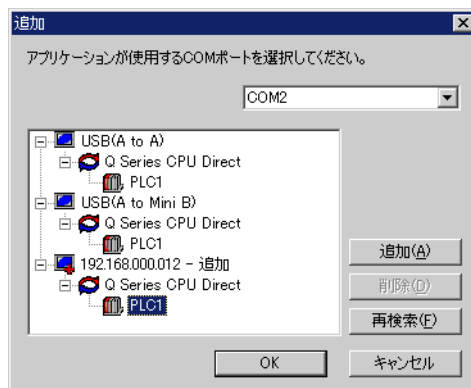 追加
アプリケーションが使用するCOMポートを選択してください。
COM2
USB(A to A)
Q Series CPU Direct
PLC1
USB(A to Mini B)
Q Series CPU Direct
PLC1
192.168.000.012 - 追加
Q Series CPU Direct
PLC1
追加(A)
削除(D)
再検索(F)
OK
キャンセル